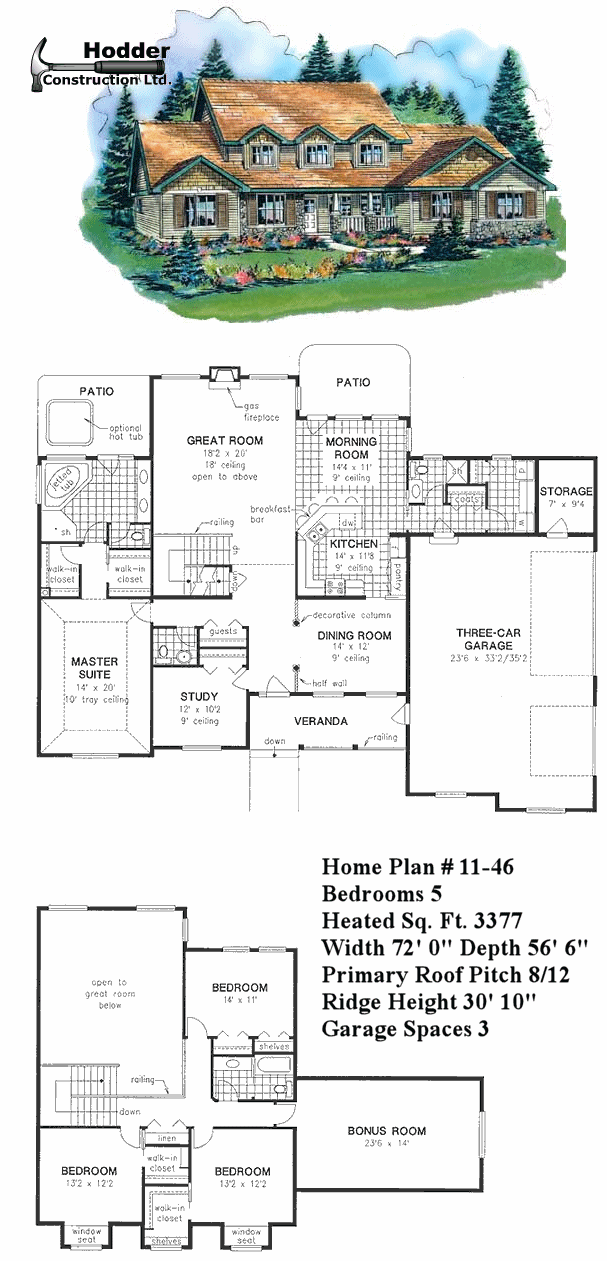 Hodder
Construction Ltd.
PATIO
optional
hot tub
PATIO
gas
fireplace
GREAT ROOM
18'2 x 20'
18' ceiling
open to above
MORNING
ROOM
14'4 x 11'
9' ceiling
jetted
tub
sh
coats
D
W
STORAGE
7' x 9'4
breakfast
bar
dw
railing
sh
up
down
KITCHEN
14' x 11'8
9' ceiling
pantry
walk-in
closet
walk-in
closet
decorative column
guests
DINING ROOM
14' x 12'
9' ceiling
THREE-CAR
GARAGE
23'6 x 33'2/35'2
MASTER
SUITE
14' x 20'
10' tray ceiling
half wall
STUDY
12' x 10'2
9' ceiling
VERANDA
down
railing
Home Plan # 11-46
Bedrooms 5
Heated Sq. Ft. 3377
Width 72' 0" Depth 56' 6"
Primary Roof Pitch 8/12
Ridge Height 30' 10"
Garage Spaces 3
open to
great room
below
BEDROOM
14' x 11'
shelves
railing
down
linen
BONUS ROOM
23'6 x 14'
walk-in
closet
BEDROOM
13'2 x 12'2
BEDROOM
13'2 x 12'2
walk-in
closet
shelves
window
seat
window
seat